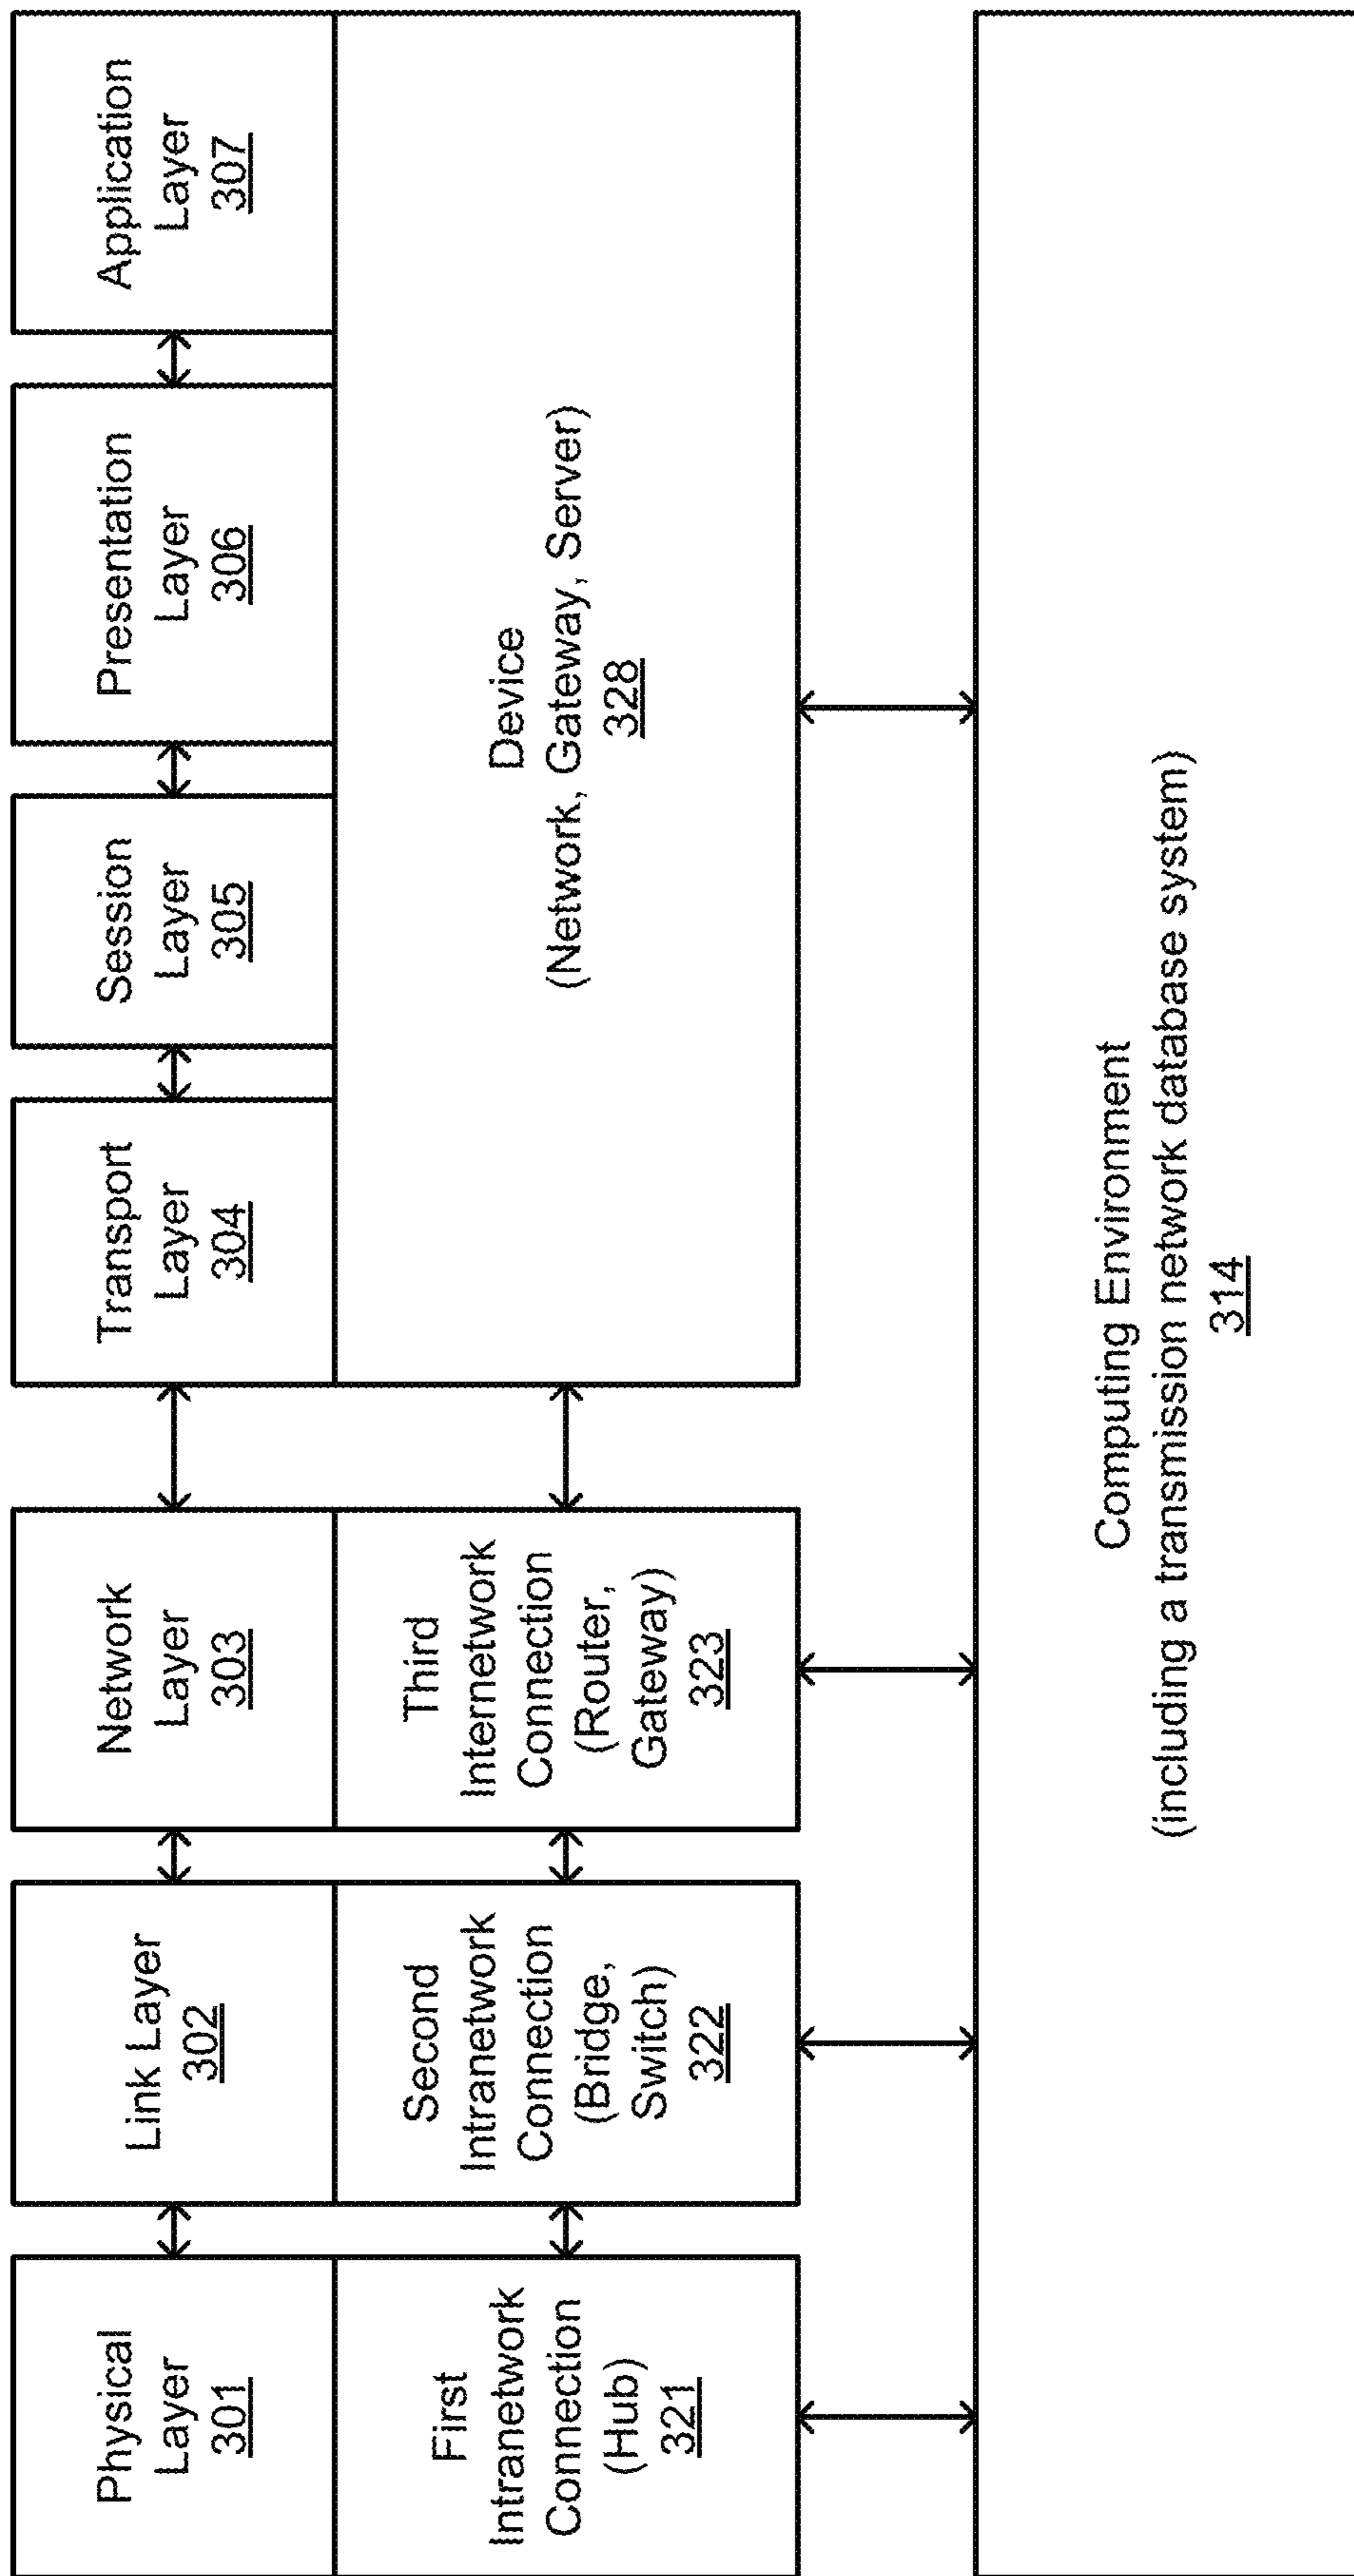 Physical
Layer
301
Link Layer
302
Network
Layer
303
Transport
Layer
304
Session
Layer
305
Presentation
Layer
306
Application
Layer
307
First
Intranetwork
Connection
(Hub)
321
Second
Intranetwork
Connection
(Bridge,
Switch)
322
Third
Internetwork
Connection
(Router,
Gateway)
323
Device
(Network, Gateway, Server)
328
Computing Environment
(including a transmission network database system)
314